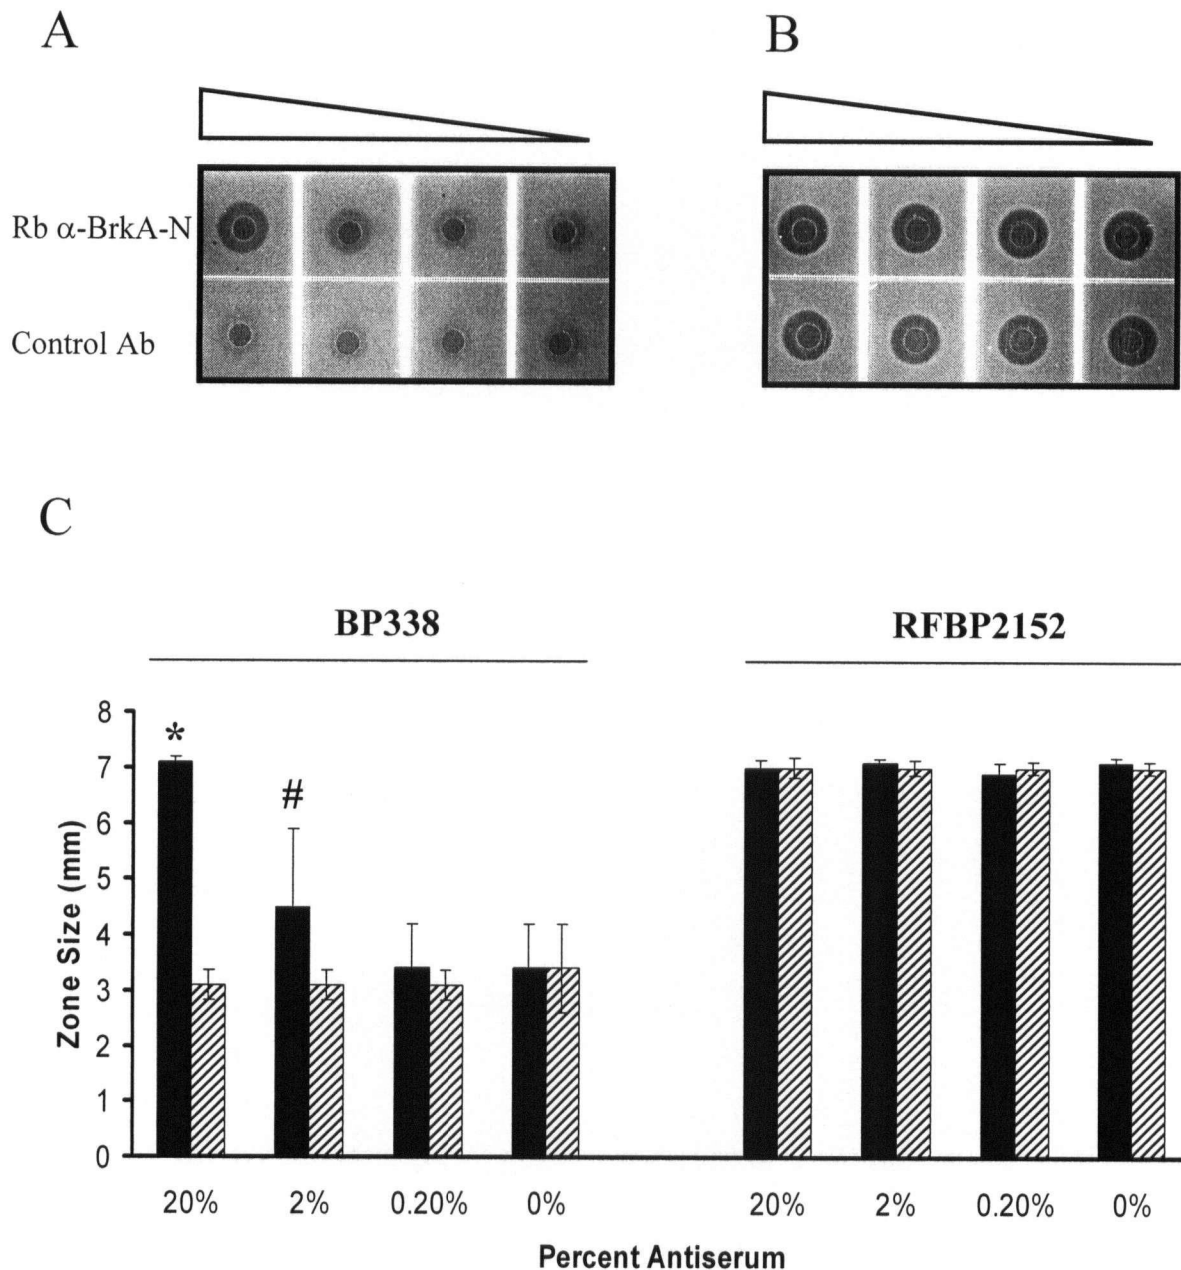 A
B
Rb α-BrkA-N
Control Ab
C
BP338
RFBP2152
8
7
6
5
4
3
2
1
0
*
#
Zone Size (mm)
20%
2%
0.20%
0%
20%
2%
0.20%
0%
Percent Antiserum